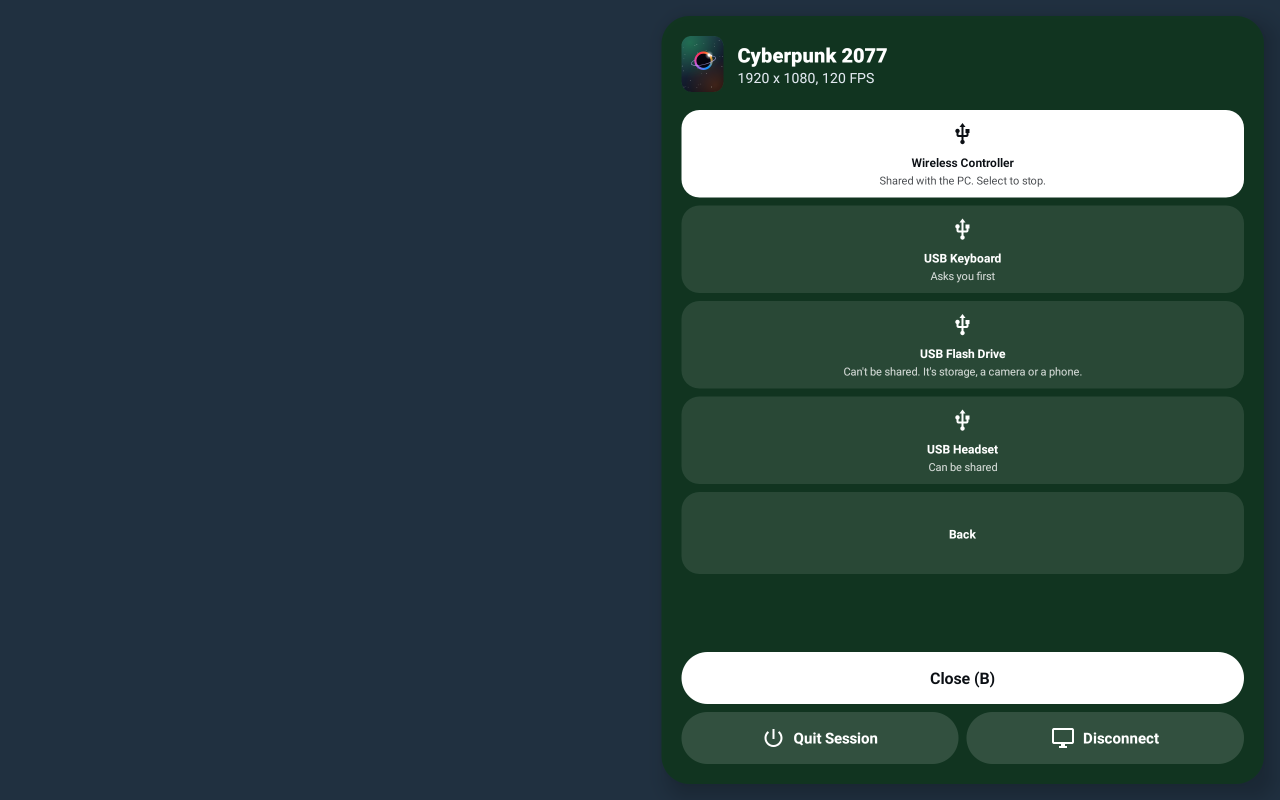 Cyberpunk 2077
1920 x 1080, 120 FPS
Wireless Controller
Shared with the PC. Select to stop.
USB Keyboard
Asks you first
USB Flash Drive
Can't be shared. It's storage, a camera or a phone.
USB Headset
Can be shared
Back
Close (B)
Quit Session
Disconnect